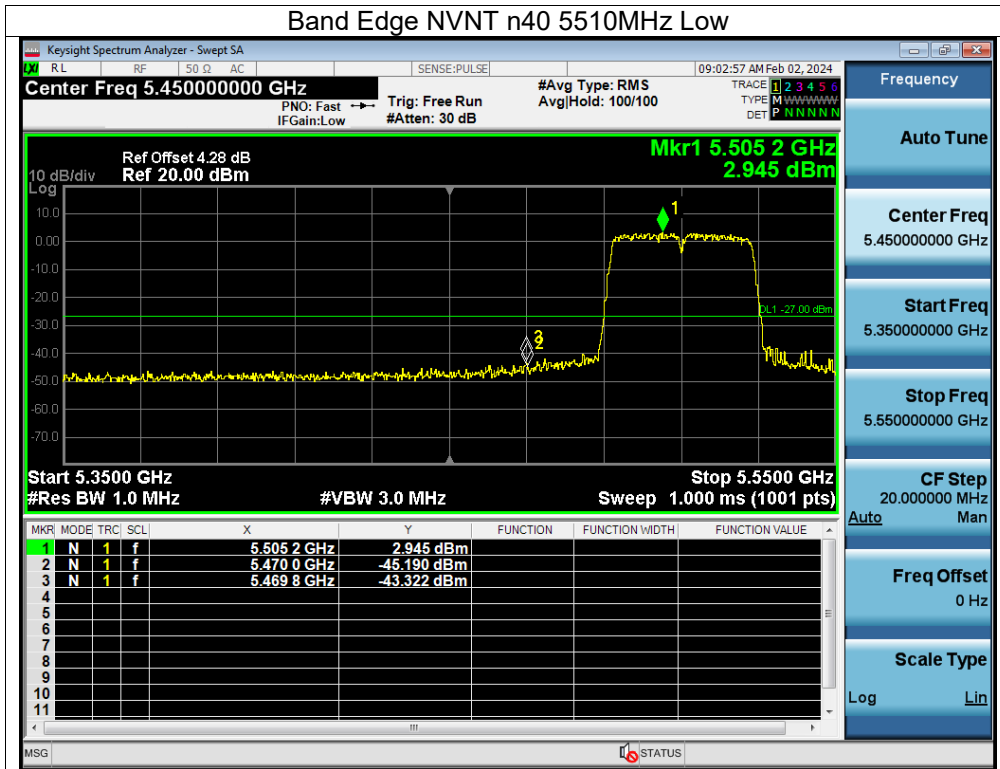 Band Edge NVNT n40 5510MHz Low
Keysight Spectrum Analyzer - Swept SA
LXI RL RF 50 Ω AC SENSE:PULSE 09:02:57 AM Feb 02, 2024
Center Freq 5.450000000 GHz
PNO: Fast
IFGain:Low
Trig: Free Run
#Atten: 30 dB
#Avg Type: RMS
Avg|Hold: 100/100
TRACE 1 2 3 4 5 6
TYPE M WWWWW
DET P N N N N N
Ref Offset 4.28 dB
Ref 20.00 dBm
10 dB/div
Log
Mkr1 5.505 2 GHz
2.945 dBm
10.0
0.00
-10.0
-20.0
-30.0
-40.0
-50.0
-60.0
-70.0
1
DL1 -27.00 dBm
3
2
Start 5.3500 GHz
Stop 5.5500 GHz
#Res BW 1.0 MHz
#VBW 3.0 MHz
Sweep 1.000 ms (1001 pts)
MKR MODE TRC SCL X Y FUNCTION FUNCTION WIDTH FUNCTION VALUE
1 N 1 f 5.505 2 GHz 2.945 dBm
2 N 1 f 5.470 0 GHz -45.190 dBm
3 N 1 f 5.469 8 GHz -43.322 dBm
4
5
6
7
8
9
10
11
MSG
STATUS
Frequency
Auto Tune
Center Freq
5.450000000 GHz
Start Freq
5.350000000 GHz
Stop Freq
5.550000000 GHz
CF Step
20.000000 MHz
Auto Man
Freq Offset
0 Hz
Scale Type
Log Lin